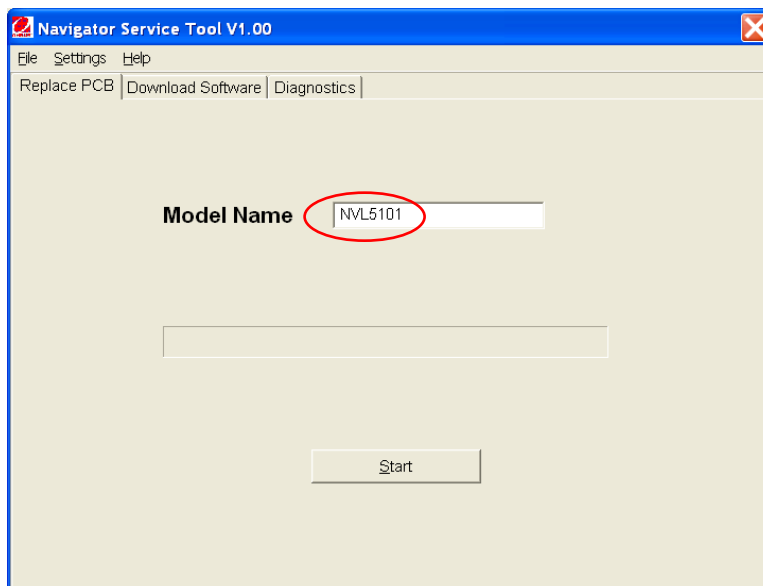 Navigator Service Tool V1.00
File Settings Help
Replace PCB Download Software Diagnostics
Model Name NVL5101
Start